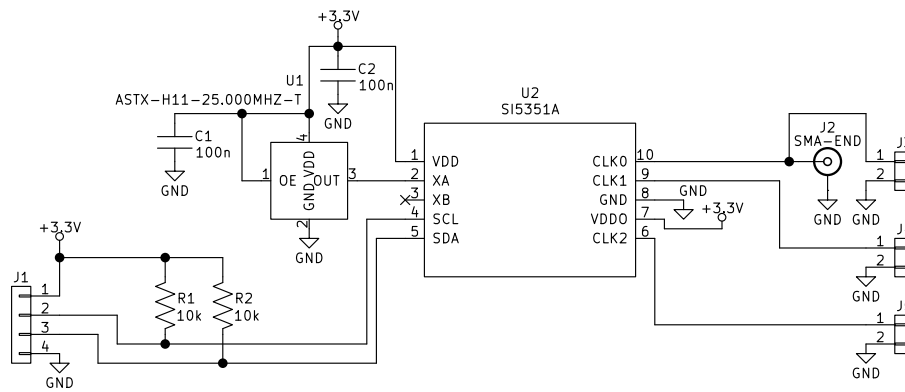 +3.3V
C2
100n
GND
U1
ASTX-H11-25.000MHZ-T
C1
100n
GND
4
VDD
1
OE
OUT
3
GND
2
GND
U2
SI5351A
1
VDD
2
XA
3
XB
4
SCL
5
SDA
10
CLK0
9
CLK1
8
GND
7
VDDO
6
CLK2
GND
+3.3V
J2
SMA-END
GND
1
2
GND
1
2
GND
1
2
GND
+3.3V
J1
1
2
3
4
GND
R1
10k
R2
10k